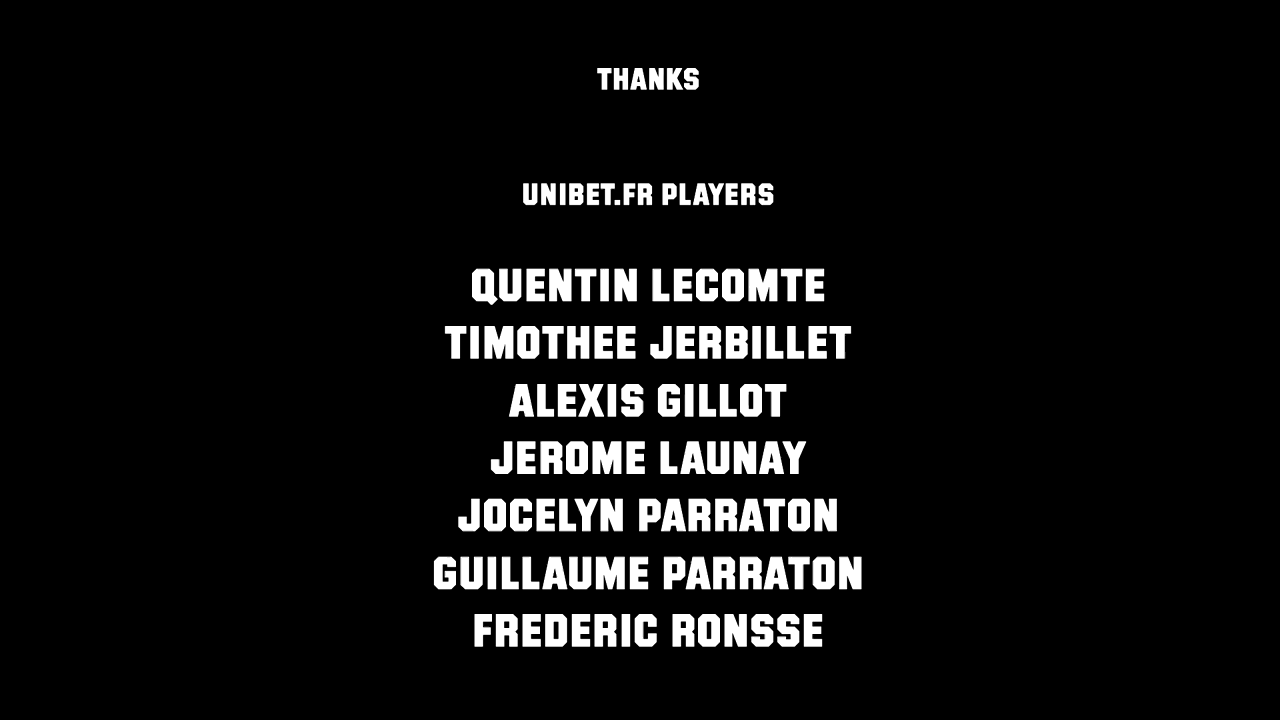 THANKS
UNIBET.FR PLAYERS
QUENTIN LECOMTE
TIMOTHEE JERBILLET
ALEXIS GILLOT
JEROME LAUNAY
JOCELYN PARRATON
GUILLAUME PARRATON
FREDERIC RONSSE